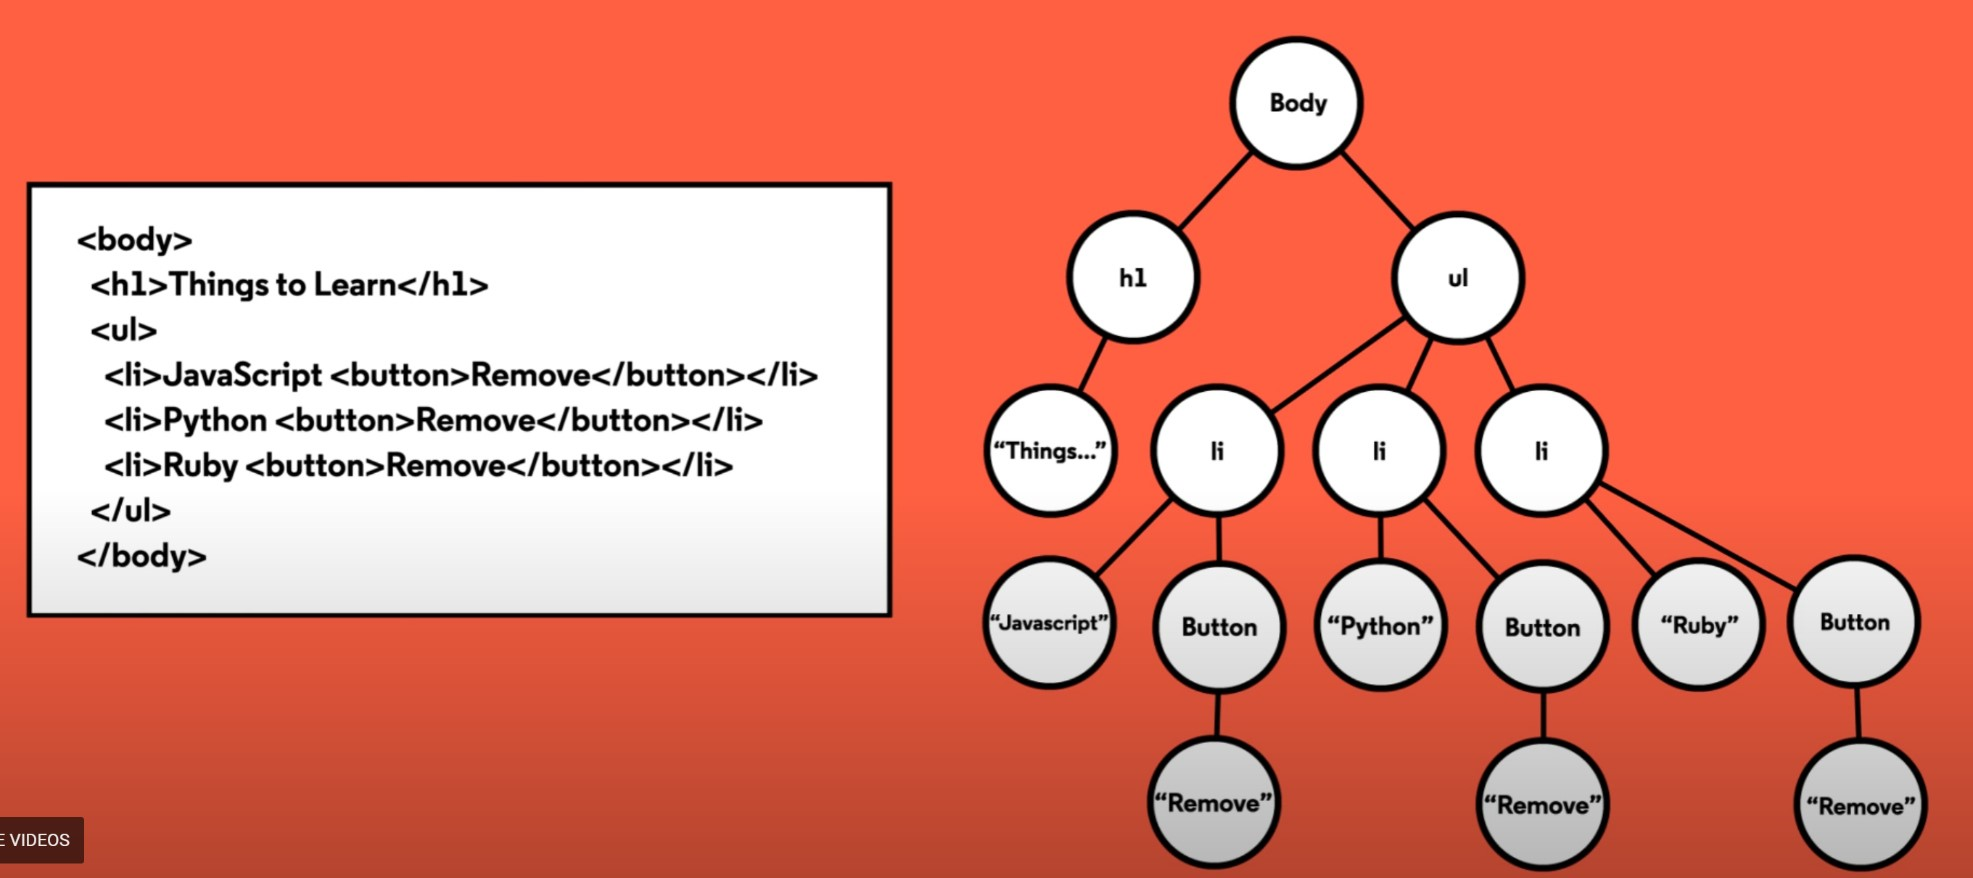 <body>
<h1>Things to Learn</h1>
<ul>
<li>JavaScript <button>Remove</button></li>
<li>Python <button>Remove</button></li>
<li>Ruby <button>Remove</button></li>
</ul>
</body>
Body
h1
ul
“Things...”
li
li
li
“Javascript”
Button
“Python”
Button
“Ruby”
Button
“Remove”
“Remove”
“Remove”
VIDEOS